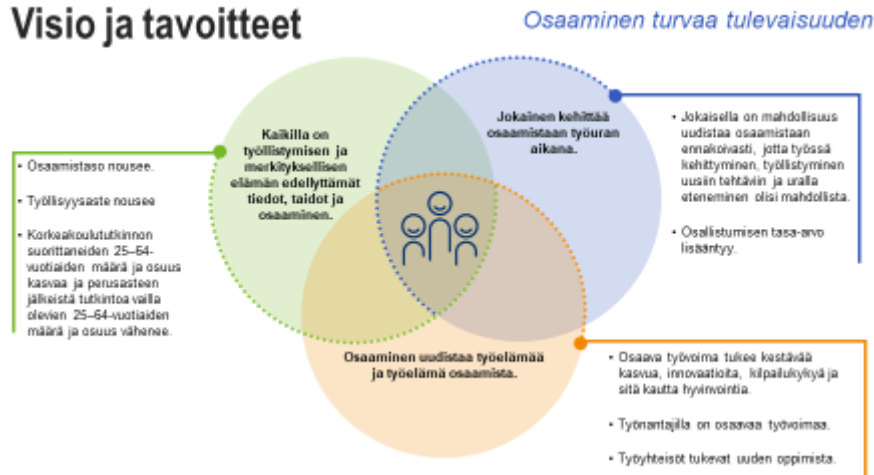 Visio ja tavoitteet
Osaaminen turvaa tulevaisuuden
Kaikilla on
työllistymisen ja
merkityksellisen
elämän edellyttämät
tiedot, taidot ja
osaaminen.
• Osaamistaso nousee.
• Työllisyysaste nousee
• Korkeakoulututkinnon
suorittaneiden 25–64-
vuotiaiden määrä ja osuus
kasvaa ja perusasteen
jälkeistä tutkintoa vailla
olevien 25–64-vuotiaiden
määrä ja osuus vähenee.
Jokainen kehittää
osaamistaan työuran
aikana.
• Jokaisella on mahdollisuus
uudistaa osaamistaan
ennakoivasti, jotta työssä
kehittyminen, työllistyminen
uusiin tehtäviin ja uralla
eteneminen olisi mahdollista.
• Osallistumisen tasa-arvo
lisääntyy.
Osaaminen uudistaa työelämää
ja työelämä osaamista.
• Osaava työvoima tukee kestävää
kasvua, innovaatioita, kilpailukykyä ja
sitä kautta hyvinvointia.
• Työnantajilla on osaavaa työvoimaa.
• Työyhteisöt tukevat uuden oppimista.